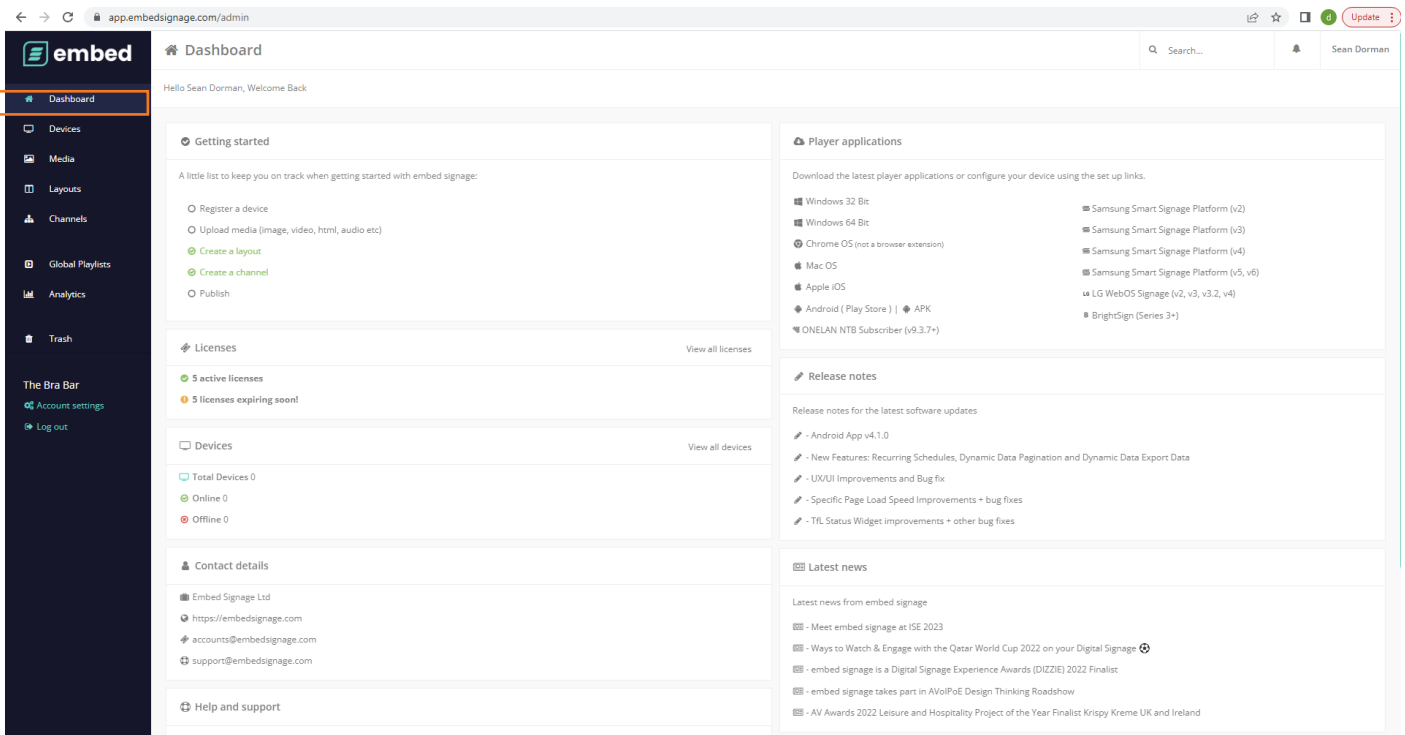 app.embedsignage.com/admin
d
Update
embed
Dashboard
Search...
Sean Dorman
Hello Sean Dorman, Welcome Back
Dashboard
Devices
Media
Layouts
Channels
Global Playlists
Analytics
Trash
The Bra Bar
Account settings
Log out
Getting started
A little list to keep you on track when getting started with embed signage:
Register a device
Upload media (image, video, html, audio etc)
Create a layout
Create a channel
Publish
Licenses
View all licenses
5 active licenses
5 licenses expiring soon!
Devices
View all devices
Total Devices 0
Online 0
Offline 0
Contact details
Embed Signage Ltd
https://embedsignage.com
accounts@embedsignage.com
support@embedsignage.com
Help and support
Player applications
Download the latest player applications or configure your device using the set up links.
Windows 32 Bit
Windows 64 Bit
Chrome OS (not a browser extension)
Mac OS
Apple iOS
Android ( Play Store ) | APK
ONELAN NTB Subscriber (v9.3.7+)
Samsung Smart Signage Platform (v2)
Samsung Smart Signage Platform (v3)
Samsung Smart Signage Platform (v4)
Samsung Smart Signage Platform (v5, v6)
LG LG WebOS Signage (v2, v3, v3.2, v4)
B BrightSign (Series 3+)
Release notes
Release notes for the latest software updates
- Android App v4.1.0
- New Features: Recurring Schedules, Dynamic Data Pagination and Dynamic Data Export Data
- UX/UI Improvements and Bug fix
- Specific Page Load Speed Improvements + bug fixes
- TfL Status Widget improvements + other bug fixes
Latest news
Latest news from embed signage
- Meet embed signage at ISE 2023
- Ways to Watch & Engage with the Qatar World Cup 2022 on your Digital Signage ⚽
- embed signage is a Digital Signage Experience Awards (DIZZIE) 2022 Finalist
- embed signage takes part in AVoIPoE Design Thinking Roadshow
- AV Awards 2022 Leisure and Hospitality Project of the Year Finalist Krispy Kreme UK and Ireland